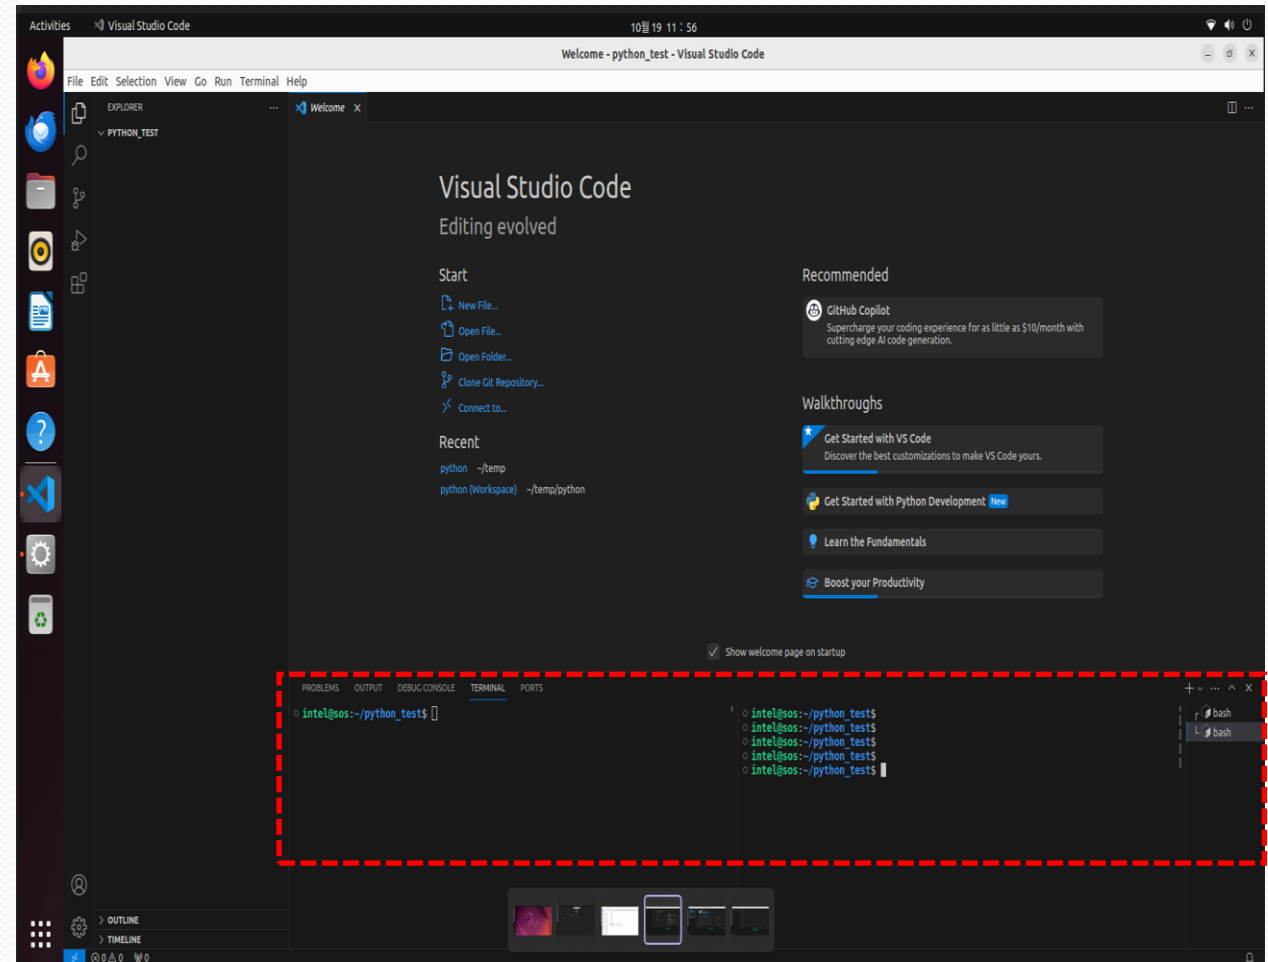 Activities Visual Studio Code 10월 19 11 : 56
Welcome - python_test - Visual Studio Code
File Edit Selection View Go Run Terminal Help
EXPLORER
Welcome
PYTHON_TEST
Visual Studio Code
Editing evolved
Start
New File...
Open File...
Open Folder...
Clone Git Repository...
Connect to...
Recent
python ~/temp
python (Workspace) ~/temp/python
Recommended
GitHub Copilot
Supercharge your coding experience for as little as $10/month with
cutting edge AI code generation.
Walkthroughs
Get Started with VS Code
Discover the best customizations to make VS Code yours.
Get Started with Python Development New
Learn the Fundamentals
Boost your Productivity
Show welcome page on startup
PROBLEMS OUTPUT DEBUG CONSOLE TERMINAL PORTS
intel@sos:~/python_test$
intel@sos:~/python_test$
intel@sos:~/python_test$
intel@sos:~/python_test$
intel@sos:~/python_test$
intel@sos:~/python_test$
bash
bash
OUTLINE
TIMELINE
0 0 0